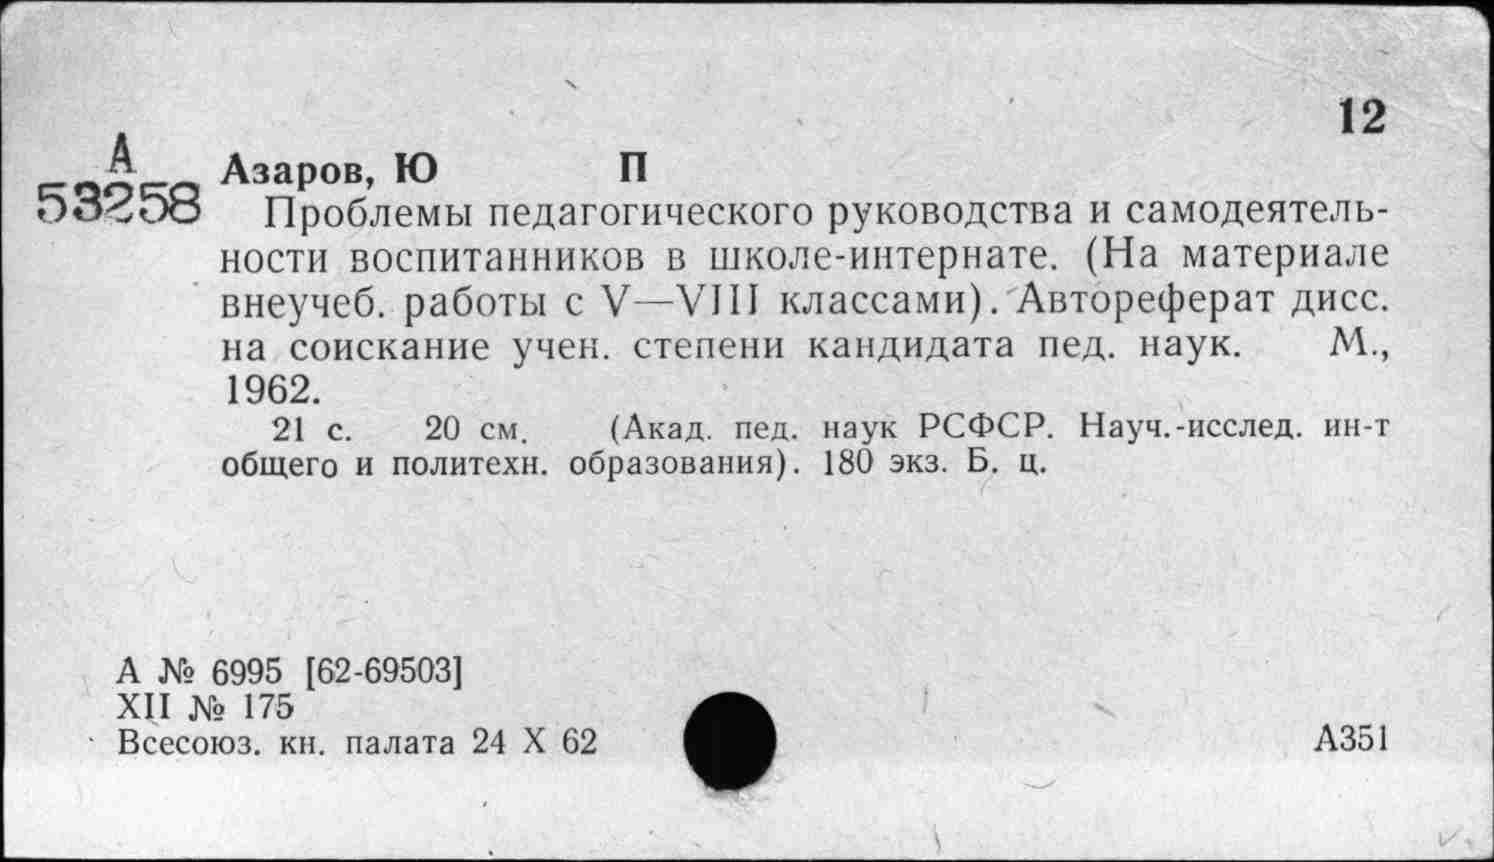 12
А
53258
Азаров, Ю П
Проблемы педагогического руководства и самодеятель-
ности воспитанников в школе-интернате. (На материале
внеучеб. работы с V—VIII классами). Автореферат дисс.
на соискание учен. степени кандидата пед. наук. М.,
1962.
21 с. 20 см. (Акад. пед. наук РСФСР. Науч.-исслед. ин-т
общего и политехн. образования). 180 экз. Б. ц.
А № 6995 [62-69503]
XII № 175
Всесоюз. кн. палата 24 X 62
А351